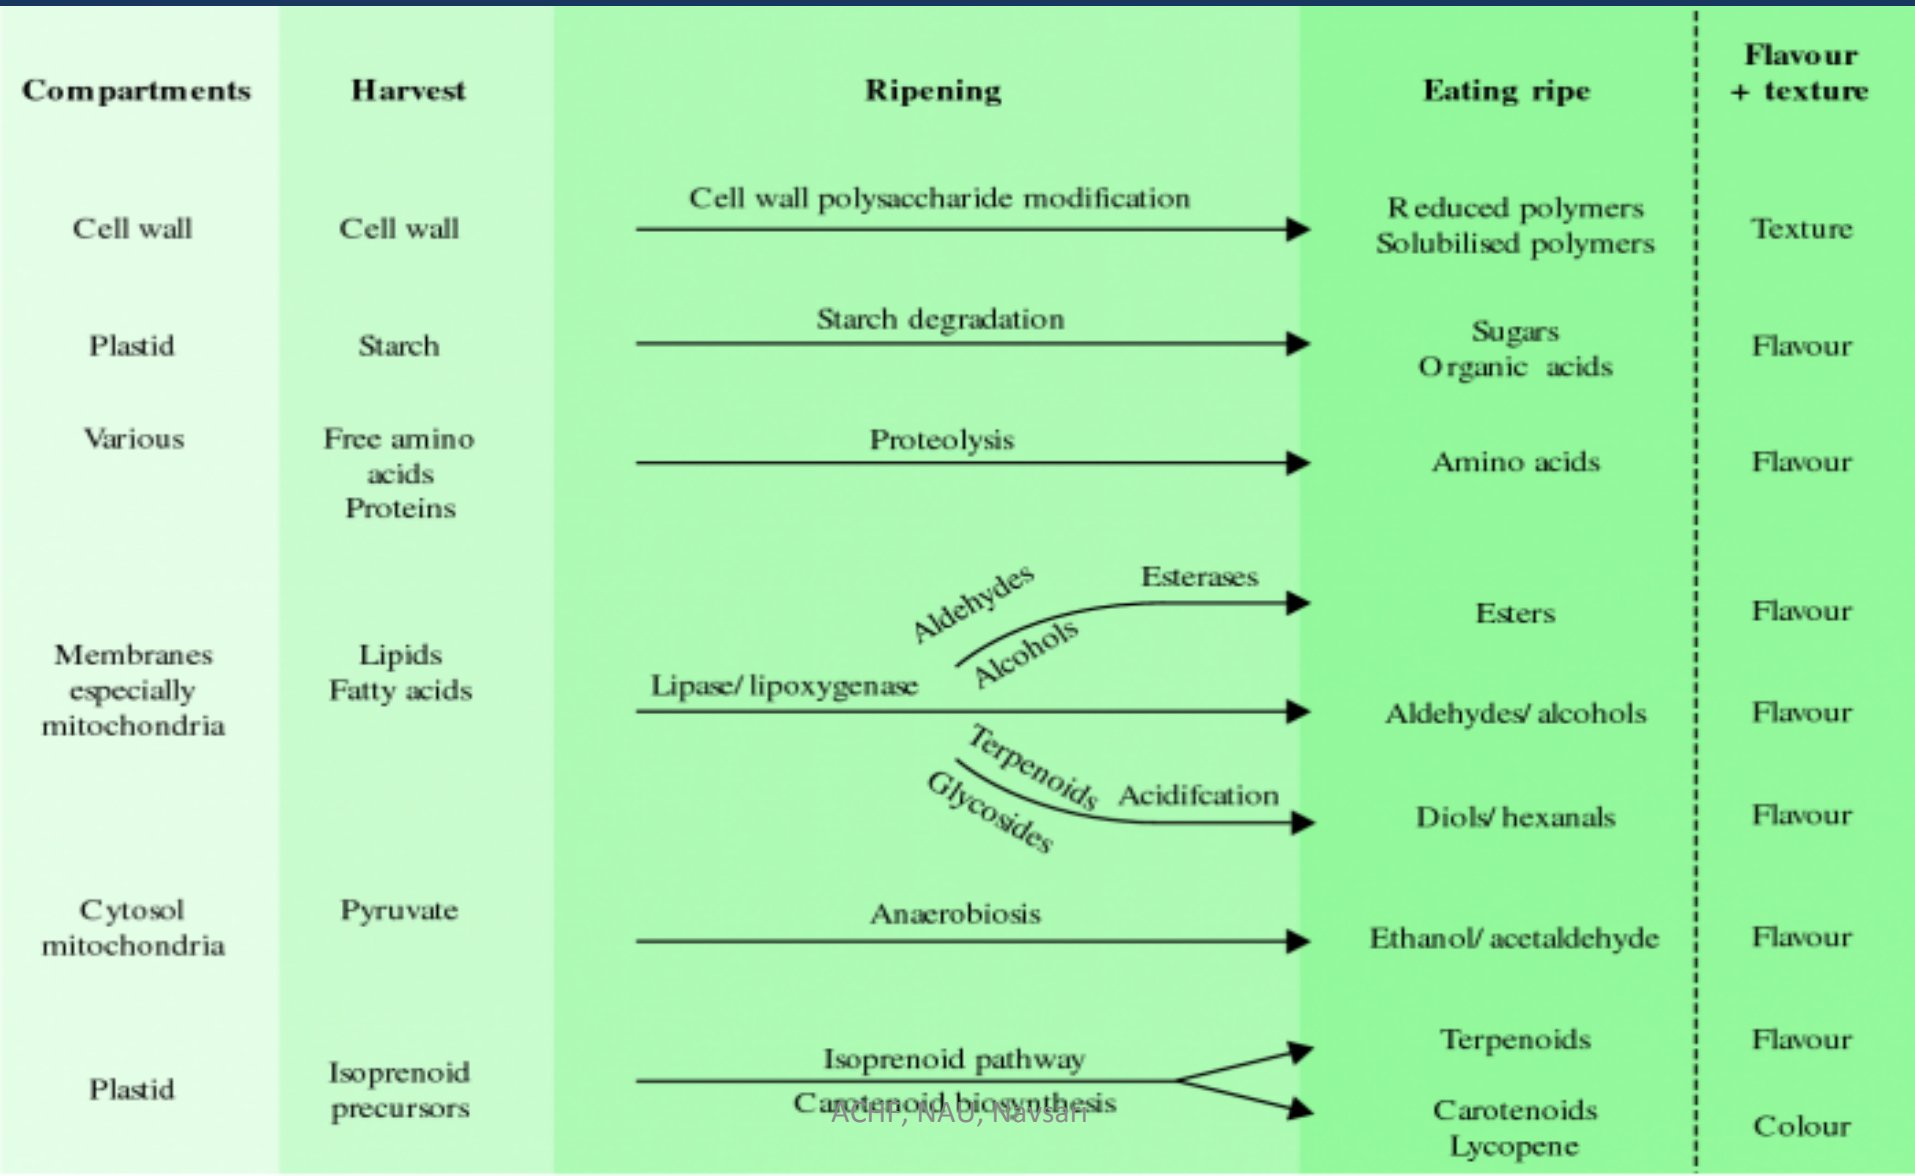 Compartments
Harvest
Ripening
Eating ripe
Flavour
+ texture
Cell wall
Cell wall
Cell wall polysaccharide modification
Reduced polymers
Solubilised polymers
Texture
Plastid
Starch
Starch degradation
Sugars
Organic acids
Flavour
Various
Free amino
acids
Proteins
Proteolysis
Amino acids
Flavour
Membranes
especially
mitochondria
Lipids
Fatty acids
Lipase/ lipoxygenase
Aldehydes
Alcohols
Esterases
Esters
Flavour
Aldehydes/ alcohols
Flavour
Terpenoids
Glycosides
Acidifcation
Diols/ hexanals
Flavour
Cytosol
mitochondria
Pyruvate
Anaerobiosis
Ethanol/ acetaldehyde
Flavour
Plastid
Isoprenoid
precursors
Isoprenoid pathway
Carotenoid biosynthesis
ACHF, NAU, Navsari
Terpenoids
Flavour
Carotenoids
Lycopene
Colour